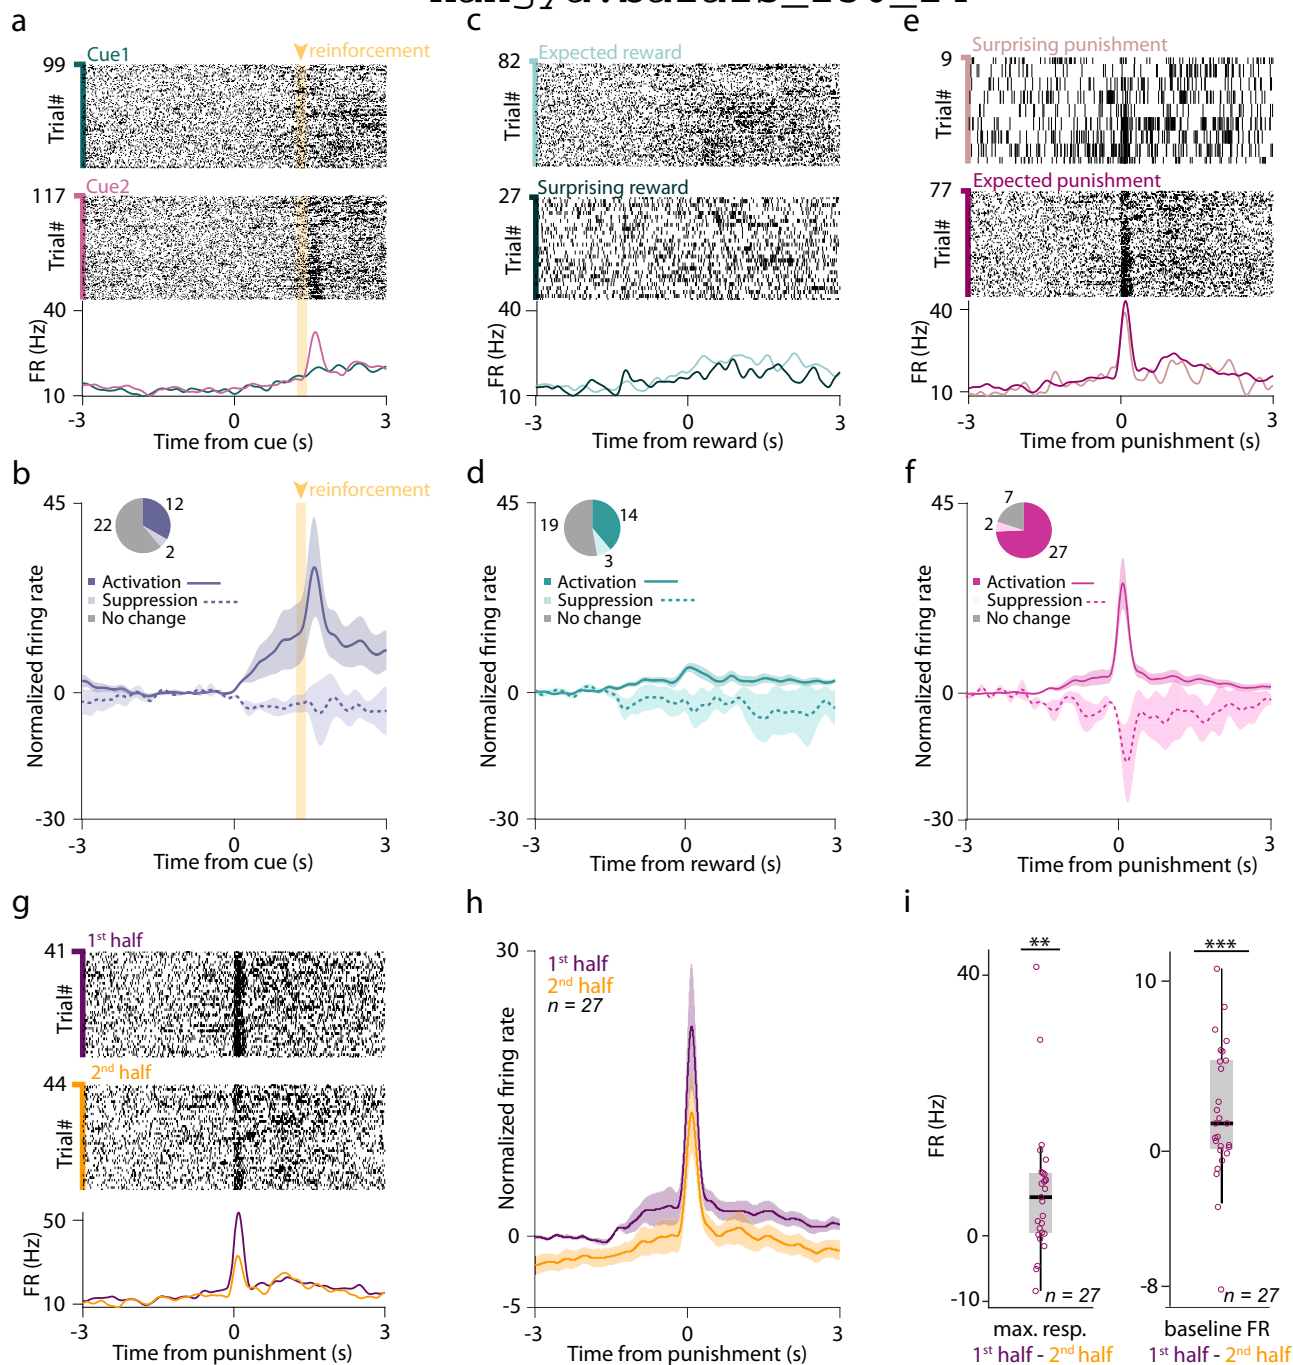 a
reinforcement
Cue1
99
Trial#
Cue2
117
Trial#
40
FR (Hz)
10
-3 0 3
Time from cue (s)
c
Expected reward
82
Trial#
Surprising reward
27
Trial#
40
FR (Hz)
10
-3 0 3
Time from reward (s)
e
Surprising punishment
9
Trial#
Expected punishment
77
Trial#
40
FR (Hz)
10
-3 0 3
Time from punishment (s)
b
reinforcement
45
12
22
2
Activation
Suppression
No change
Normalized firing rate
0
-30
-3 0 3
Time from cue (s)
d
45
14
19
3
Activation
Suppression
No change
Normalized firing rate
0
-30
-3 0 3
Time from reward (s)
f
45
7
2
27
Activation
Suppression
No change
Normalized firing rate
0
-30
-3 0 3
Time from punishment (s)
g
1st half
41
Trial#
2nd half
44
Trial#
50
FR (Hz)
10
-3 0 3
Time from punishment (s)
h
30
1st half
2nd half
n = 27
Normalized firing rate
0
-5
-3 0 3
Time from punishment (s)
i
**
40
FR (Hz)
0
-10
n = 27
max. resp.
1st half - 2nd half
***
10
0
-8
n = 27
baseline FR
1st half - 2nd half